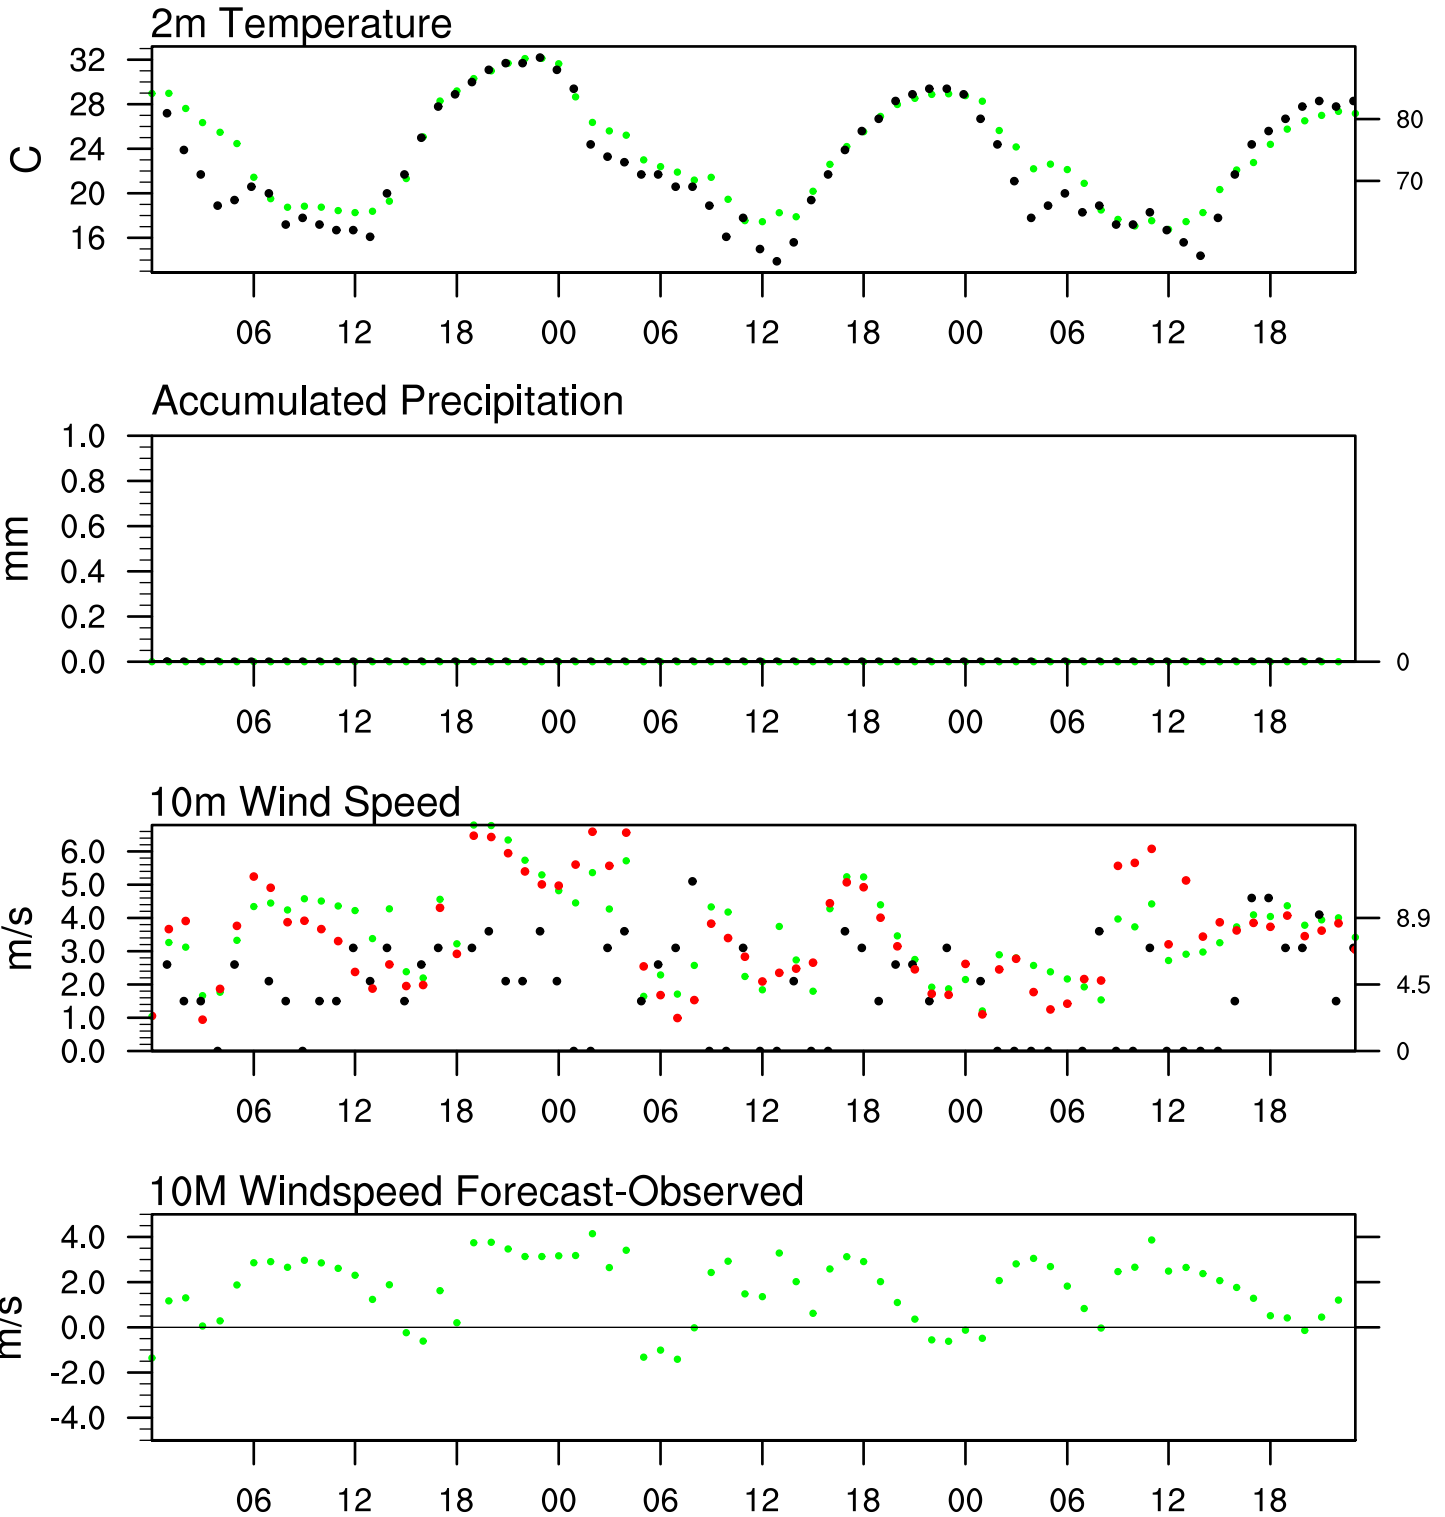 2m Temperature
32
28
24
20
16
C
80
70
06 12 18 00 06 12 18 00 06 12 18
Accumulated Precipitation
1.0
0.8
0.6
0.4
0.2
0.0
mm
0
06 12 18 00 06 12 18 00 06 12 18
10m Wind Speed
6.0
5.0
4.0
3.0
2.0
1.0
0.0
m/s
8.9
4.5
0
06 12 18 00 06 12 18 00 06 12 18
10M Windspeed Forecast-Observed
4.0
2.0
0.0
-2.0
-4.0
m/s
06 12 18 00 06 12 18 00 06 12 18